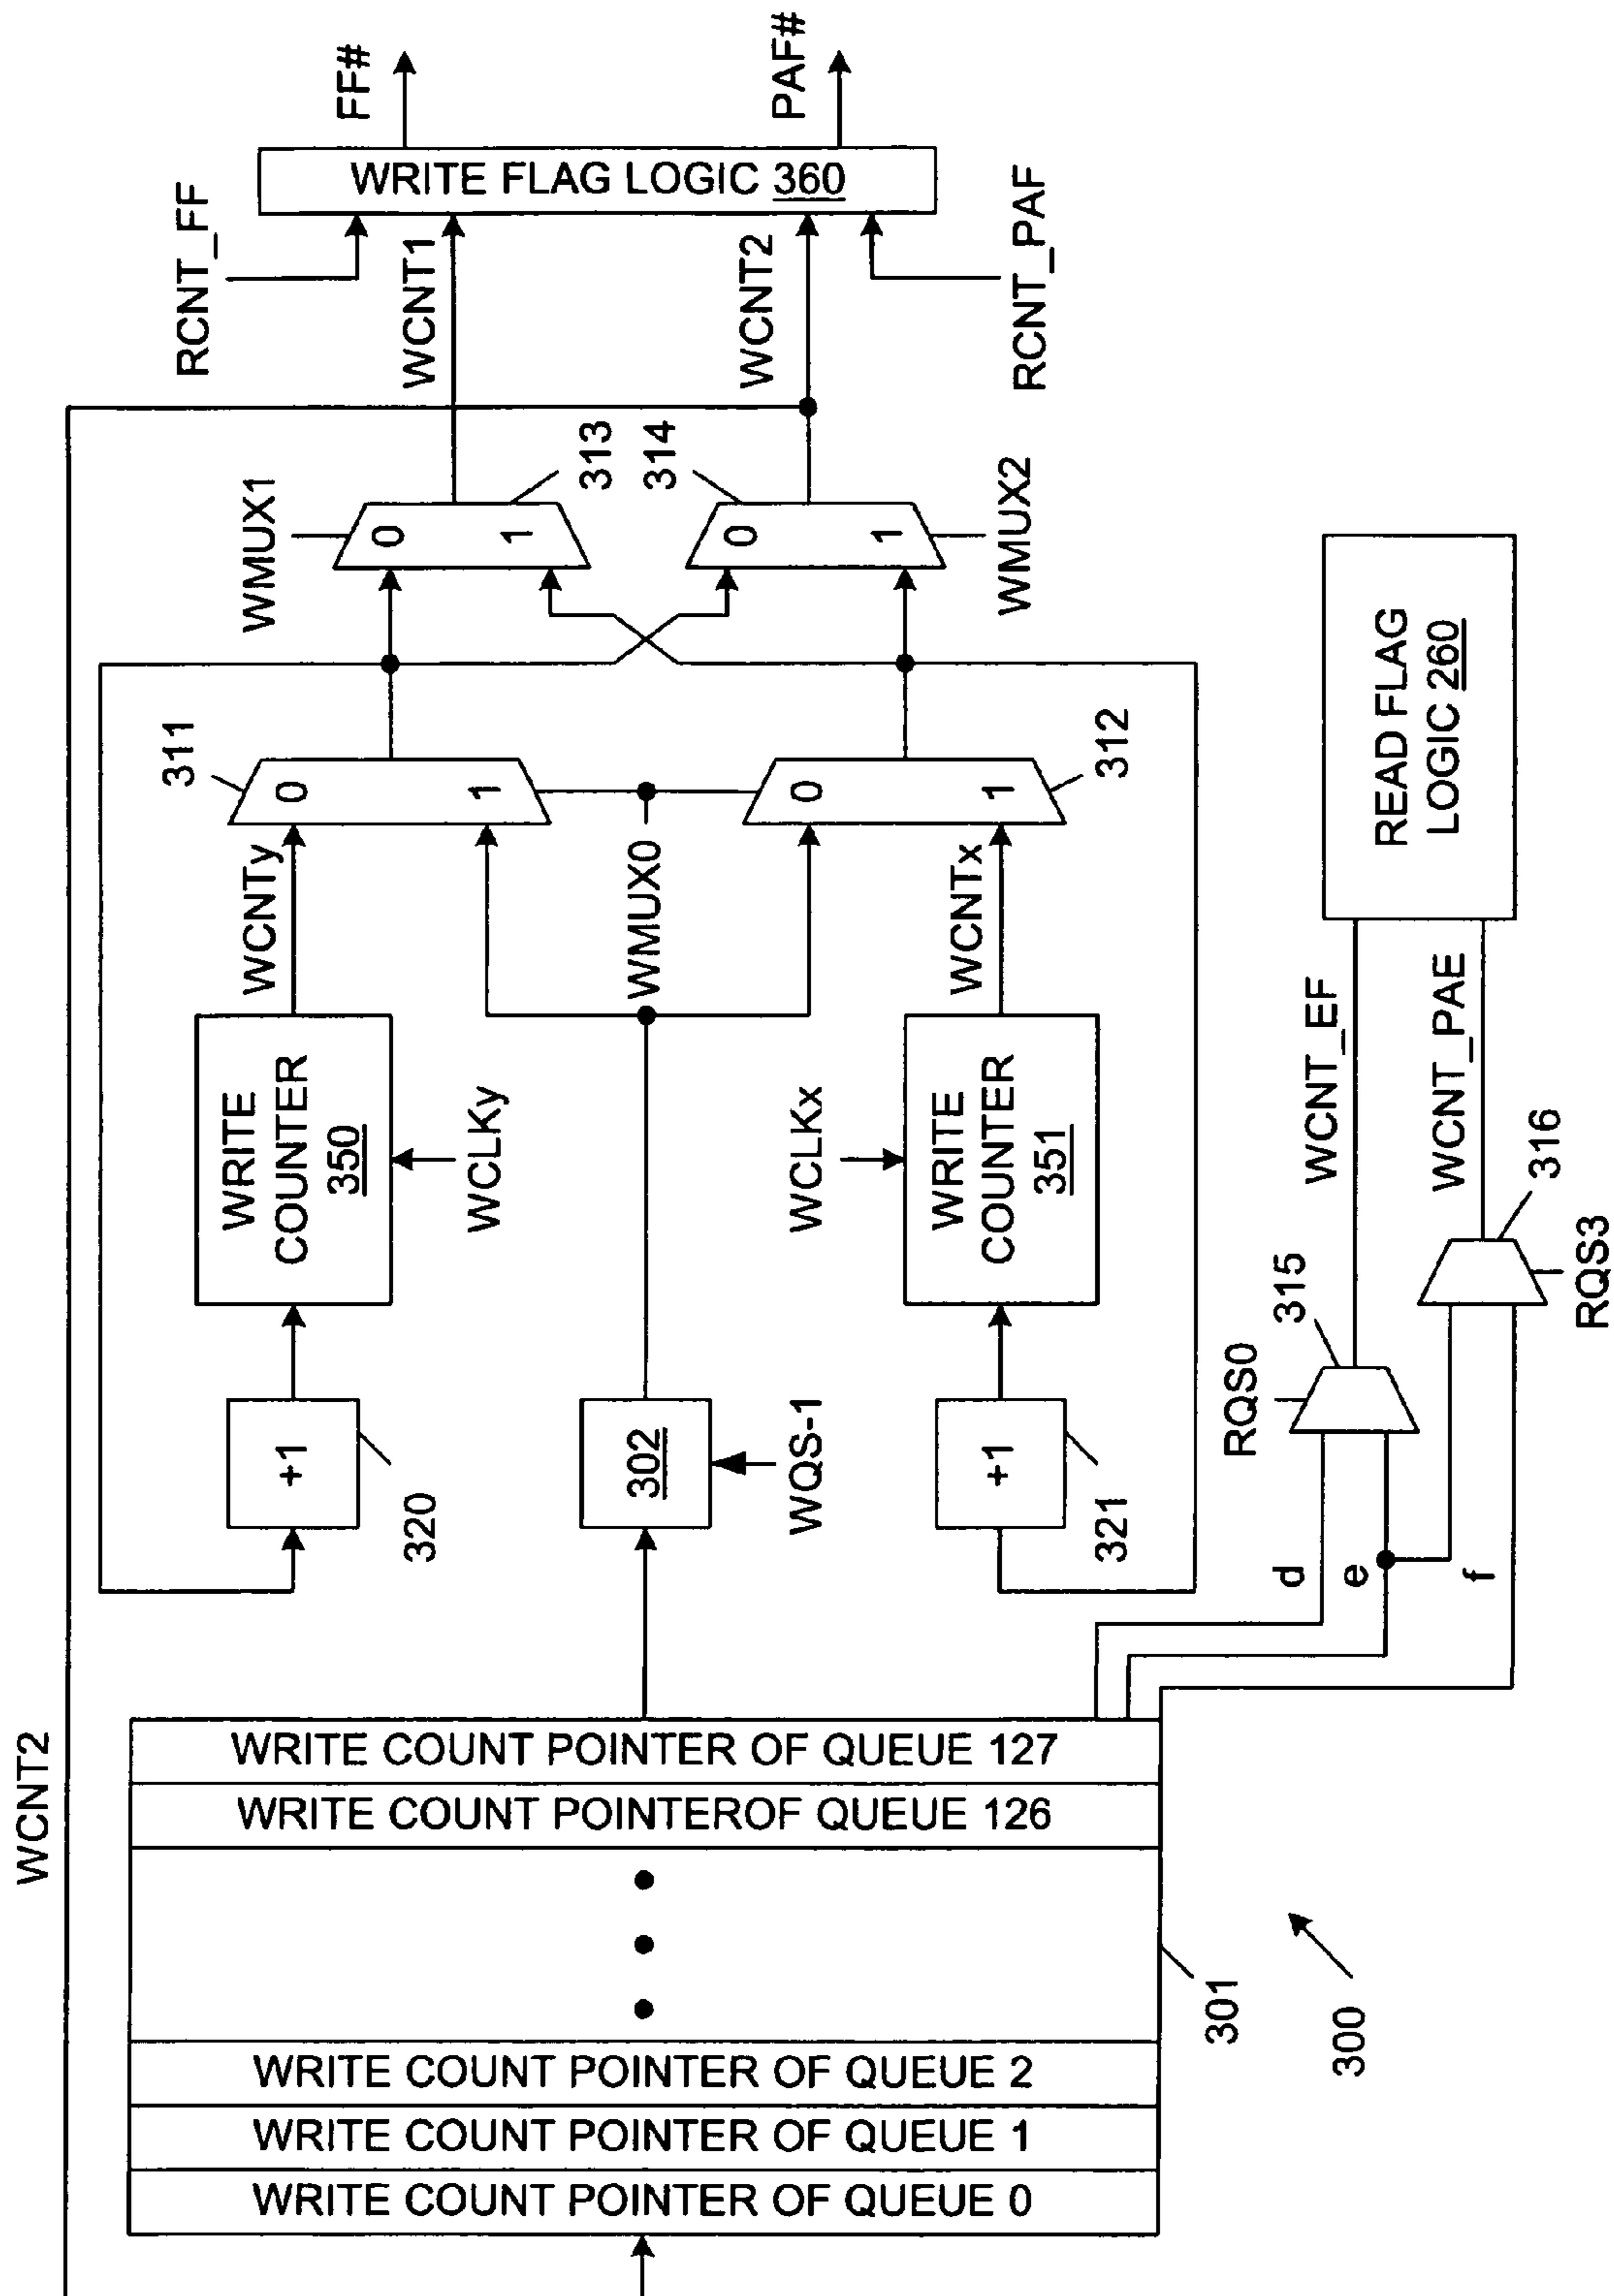 WCNT2
WRITE COUNT POINTER OF QUEUE 0
WRITE COUNT POINTER OF QUEUE 1
WRITE COUNT POINTER OF QUEUE 2
WRITE COUNT POINTEROF QUEUE 126
WRITE COUNT POINTER OF QUEUE 127
301
300
+1
320
WRITE
COUNTER
350
WCLKy
WCNTy
311
0
1
302
WQS-1
WMUX0
+1
321
WCLKx
WRITE
COUNTER
351
WCNTx
0
1
312
WMUX1
0
1
313
314
0
1
WMUX2
RCNT_FF
WCNT1
WCNT2
RCNT_PAF
WRITE FLAG LOGIC 360
FF#
PAF#
d
e
f
RQS0
315
RQS3
316
WCNT_EF
WCNT_PAE
READ FLAG
LOGIC 260